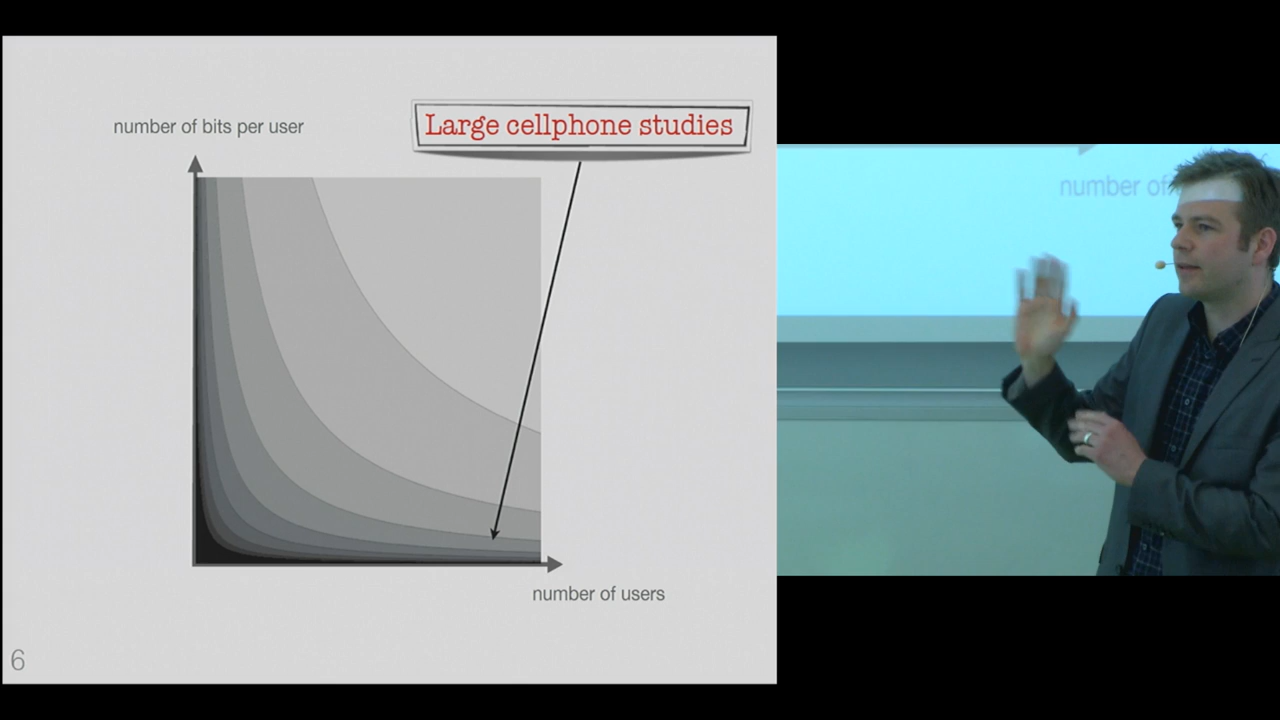 number of bits per user
Large cellphone studies
number of users
6
number of